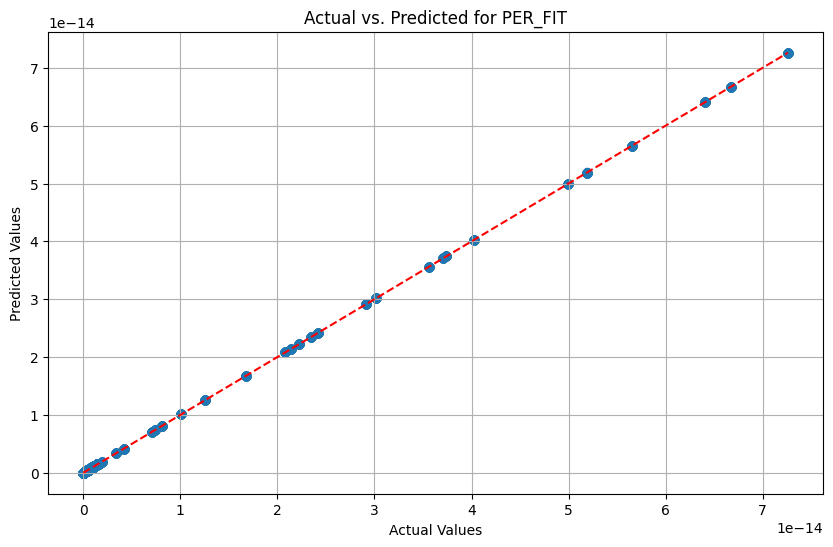 Actual vs. Predicted for PER_FIT
1e−14
7
6
5
4
3
2
1
0
Predicted Values
0 1 2 3 4 5 6 7
1e−14
Actual Values